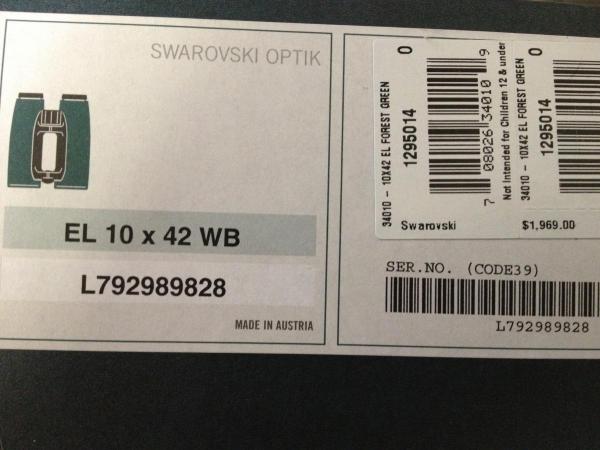 SWAROVSKI OPTIK
EL 10 x 42 WB
L792989828
MADE IN AUSTRIA
34010 - 10X42 EL FOREST GREEN
1295014
0
Swarovski
7 08026 34010 9
Not Intended for Children 12 & under
34010 - 10X42 EL FOREST GREEN
1295014
0
$1,969.00
SER.NO. (CODE39)
L792989828